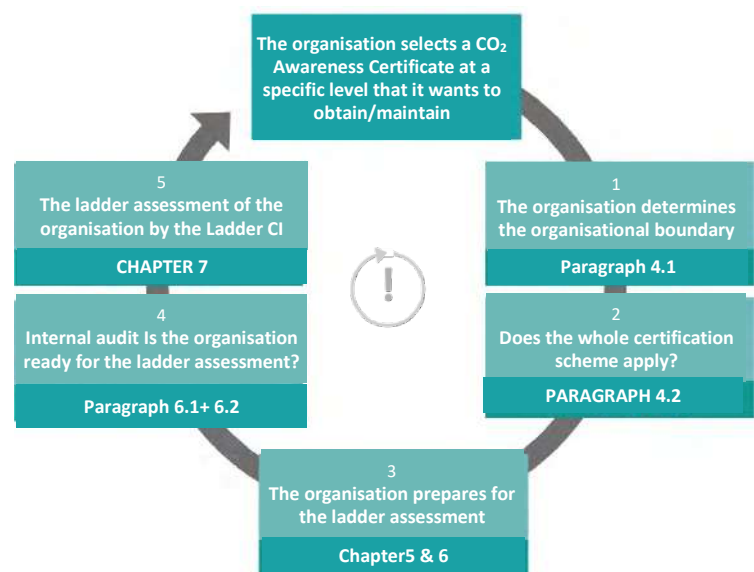 The organisation selects a CO₂
Awareness Certificate at a
specific level that it wants to
obtain/maintain
1
The organisation determines
the organisational boundary
Paragraph 4.1
2
Does the whole certification
scheme apply?
PARAGRAPH 4.2
3
The organisation prepares for
the ladder assessment
Chapter5 & 6
4
Internal audit Is the organisation
ready for the ladder assessment?
Paragraph 6.1+ 6.2
5
The ladder assessment of the
organisation by the Ladder CI
CHAPTER 7
!